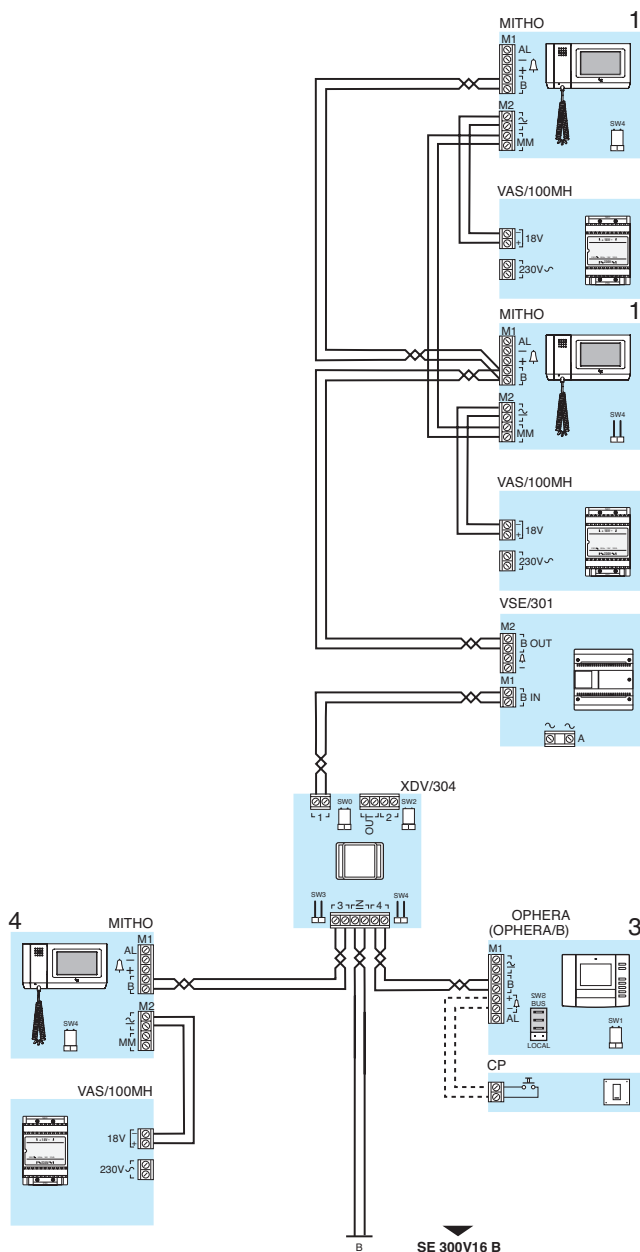 MITHO 1
M1
AL
–
+
B
M2
MM
SW4
VAS/100MH
–
+
18V
230V~
MITHO 1
M1
AL
–
+
B
M2
MM
SW4
VAS/100MH
–
+
18V
230V~
VSE/301
M2
B OUT
–
M1
B IN
A
XDV/304
1
SW0
OUT
2
SW2
SW3
3
IN
4
SW4
4 MITHO
M1
AL
–
+
B
M2
MM
SW4
VAS/100MH
18V
–
+
230V~
OPHERA
(OPHERA/B) 3
M1
B
+
–
AL
SW8
BUS
LOCAL
SW1
CP
B
SE 300V16 B